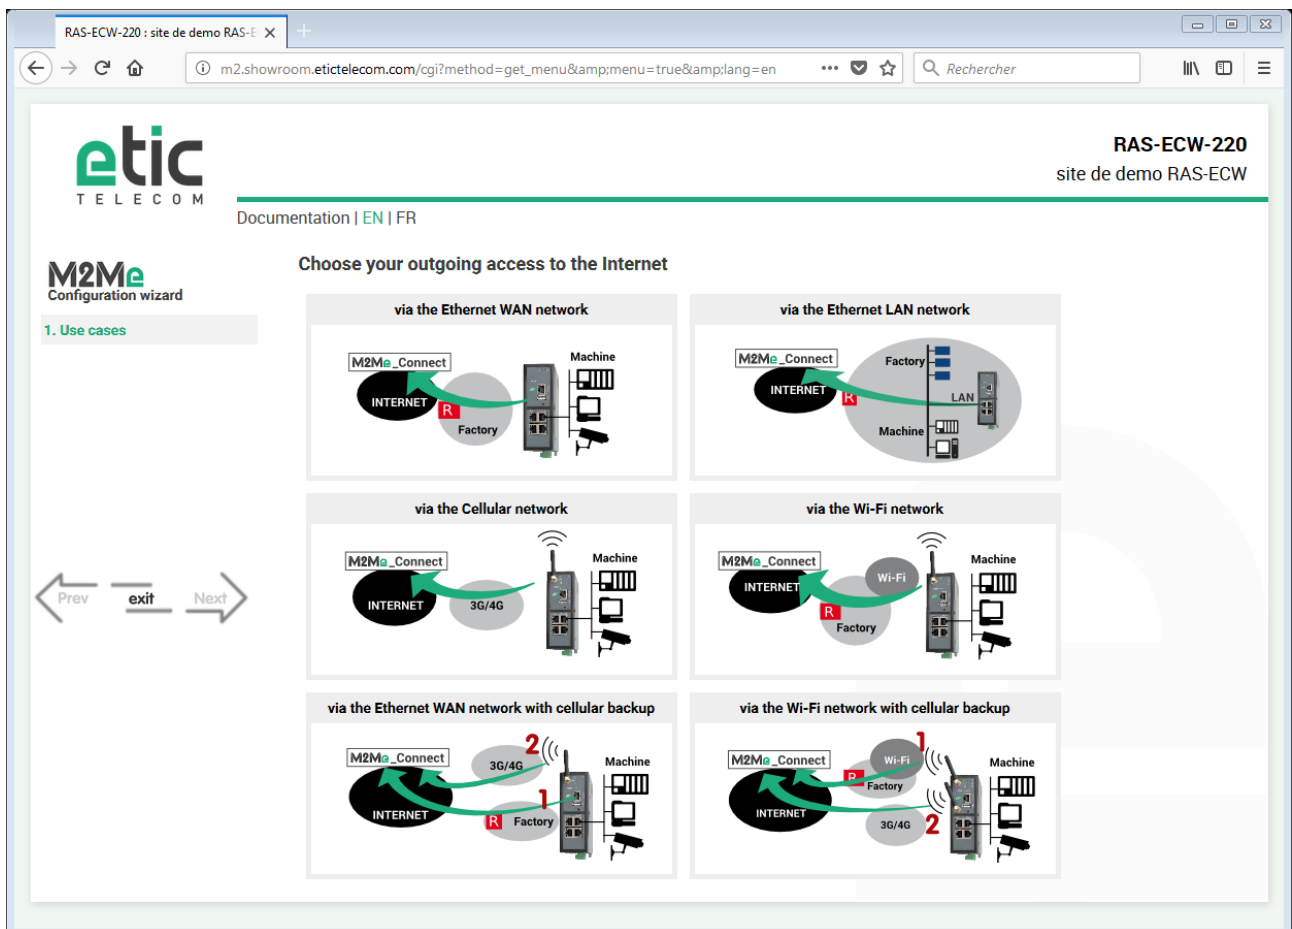 RAS-ECW-220 : site de demo RAS-E
m2.showroom.etictelecom.com/cgi?method=get_menu&amp;menu=true&amp;lang=en
Rechercher
etic
TELECOM
RAS-ECW-220
site de demo RAS-ECW
Documentation | EN | FR
M2Me
Configuration wizard
1. Use cases
Prev
exit
Next
Choose your outgoing access to the Internet
via the Ethernet WAN network
M2Me_Connect
Machine
INTERNET
R
Factory
via the Ethernet LAN network
M2Me_Connect
Factory
INTERNET
R
LAN
Machine
via the Cellular network
M2Me_Connect
Machine
INTERNET
3G/4G
via the Wi-Fi network
M2Me_Connect
Machine
Wi-Fi
INTERNET
R
Factory
via the Ethernet WAN network with cellular backup
2
M2Me_Connect
3G/4G
Machine
1
INTERNET
R
Factory
via the Wi-Fi network with cellular backup
1
M2Me_Connect
Wi-Fi
Machine
R
Factory
INTERNET
3G/4G
2